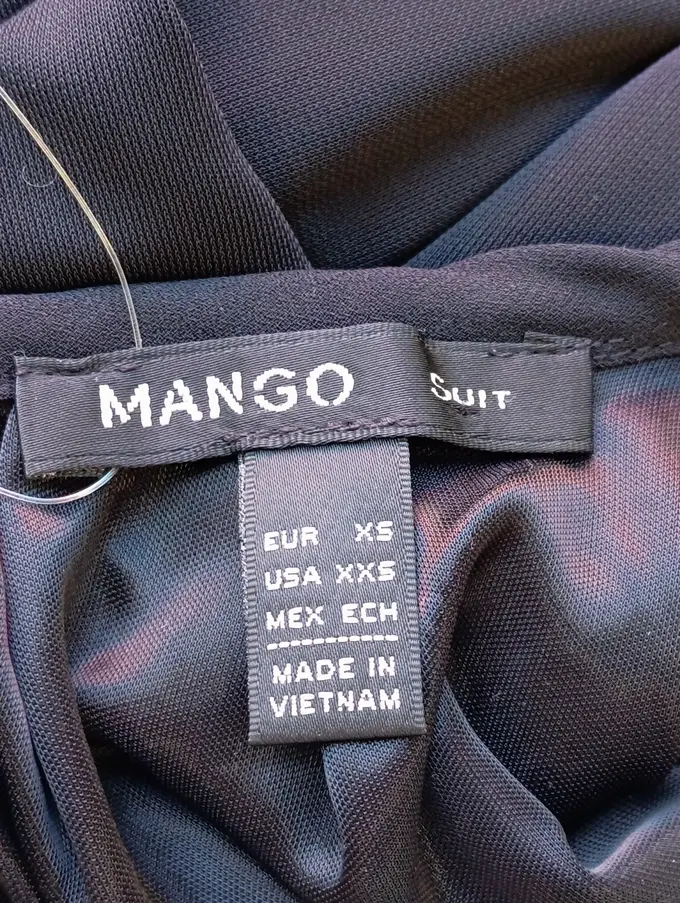 MANGO SUIT
EUR XS
USA XXS
MEX ECH
MADE IN
VIETNAM